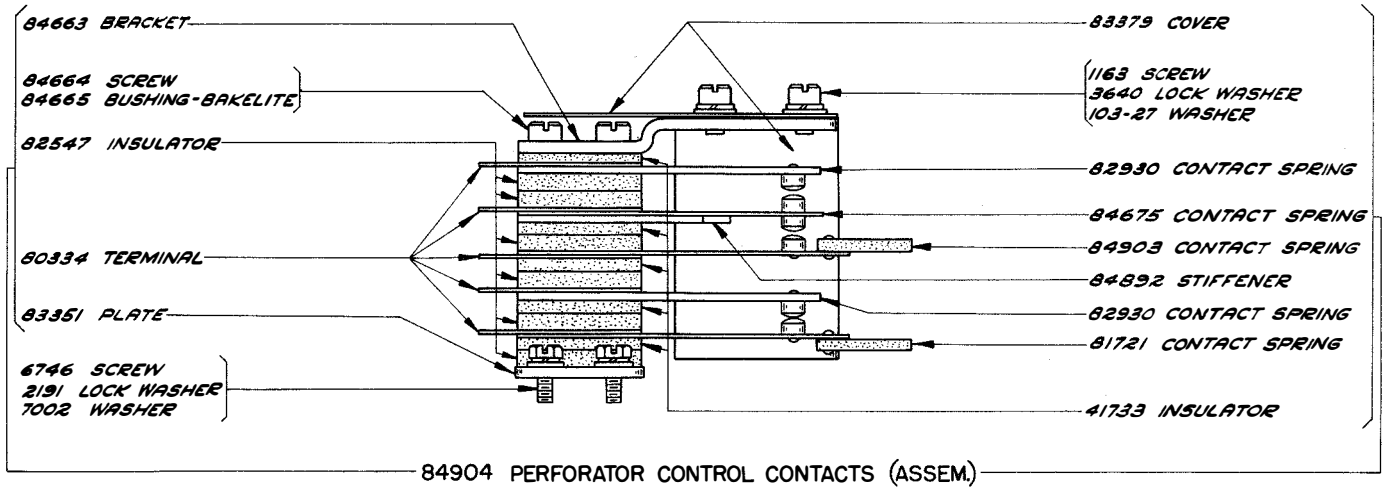 84663 BRACKET
84664 SCREW
84665 BUSHING-BAKELITE
82547 INSULATOR
80334 TERMINAL
83351 PLATE
6746 SCREW
2191 LOCK WASHER
7002 WASHER
83379 COVER
1163 SCREW
3640 LOCK WASHER
103-27 WASHER
82930 CONTACT SPRING
84675 CONTACT SPRING
84903 CONTACT SPRING
84892 STIFFENER
82930 CONTACT SPRING
81721 CONTACT SPRING
41733 INSULATOR
84904 PERFORATOR CONTROL CONTACTS (ASSEM.)